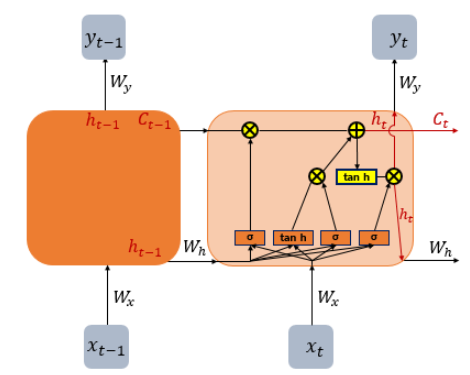 y_{t-1} y_t
W_y W_y
h_{t-1} C_{t-1} h_t C_t
tan h
h_t
σ tan h σ σ
h_{t-1} W_h W_h
W_x W_x
x_{t-1} x_t